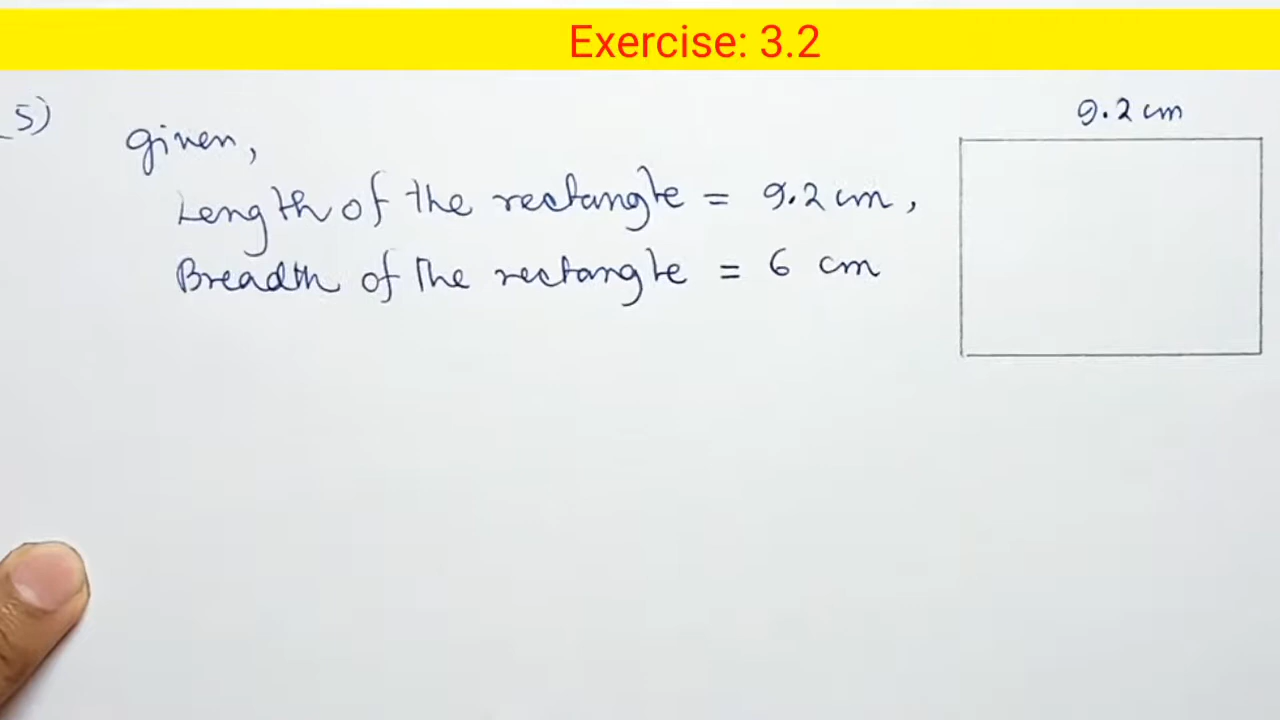 Exercise: 3.2
5)
given,
9.2 cm
Length of the rectangle = 9.2 cm,
Breadth of the rectangle = 6 cm